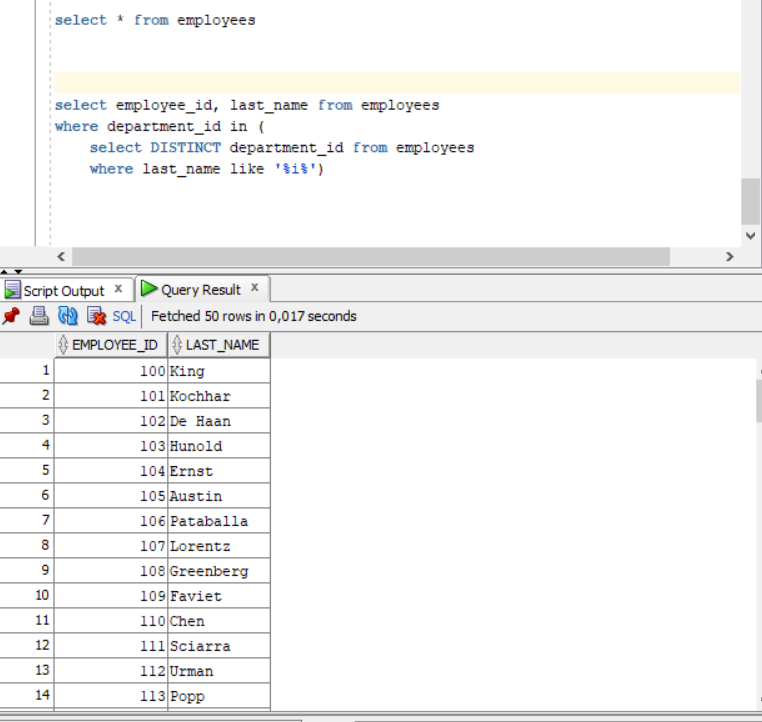 select * from employees
select employee_id, last_name from employees
where department_id in (
select DISTINCT department_id from employees
where last_name like '%i%')
Script Output x Query Result x
SQL Fetched 50 rows in 0,017 seconds
EMPLOYEE_ID LAST_NAME
1 100 King
2 101 Kochhar
3 102 De Haan
4 103 Hunold
5 104 Ernst
6 105 Austin
7 106 Pataballa
8 107 Lorentz
9 108 Greenberg
10 109 Faviet
11 110 Chen
12 111 Sciarra
13 112 Urman
14 113 Popp